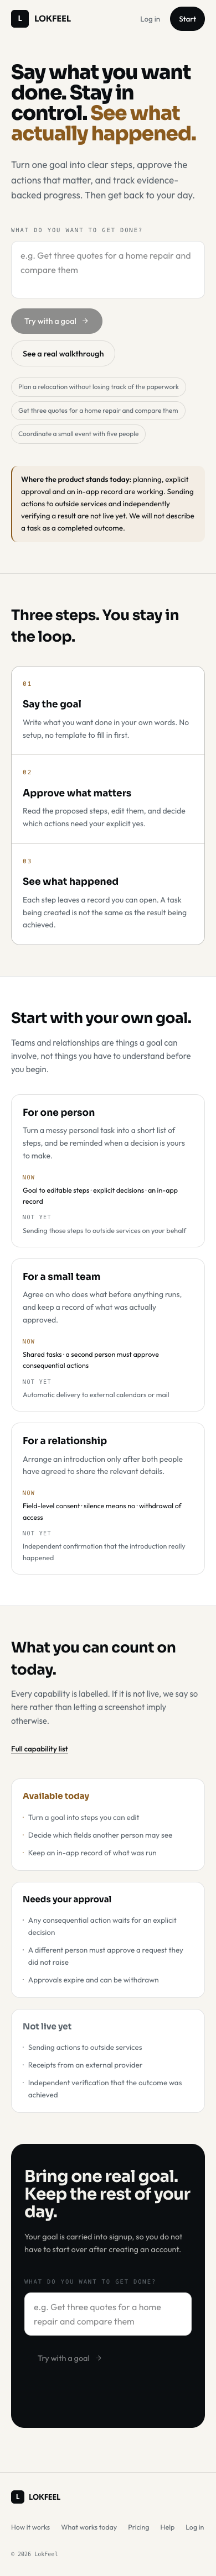 L LOKFEEL Log in Start
Say what you want
done. Stay in
control. See what
actually happened.
Turn one goal into clear steps, approve the
actions that matter, and track evidence-
backed progress. Then get back to your day.
WHAT DO YOU WANT TO GET DONE?
e.g. Get three quotes for a home repair and
compare them
Try with a goal →
See a real walkthrough
Plan a relocation without losing track of the paperwork
Get three quotes for a home repair and compare them
Coordinate a small event with five people
Where the product stands today: planning, explicit
approval and an in-app record are working. Sending
actions to outside services and independently
verifying a result are not live yet. We will not describe
a task as a completed outcome.
Three steps. You stay in
the loop.
01
Say the goal
Write what you want done in your own words. No
setup, no template to fill in first.
02
Approve what matters
Read the proposed steps, edit them, and decide
which actions need your explicit yes.
03
See what happened
Each step leaves a record you can open. A task
being created is not the same as the result being
achieved.
Start with your own goal.
Teams and relationships are things a goal can
involve, not things you have to understand before
you begin.
For one person
Turn a messy personal task into a short list of
steps, and be reminded when a decision is yours
to make.
NOW
Goal to editable steps · explicit decisions · an in-app
record
NOT YET
Sending those steps to outside services on your behalf
For a small team
Agree on who does what before anything runs,
and keep a record of what was actually
approved.
NOW
Shared tasks · a second person must approve
consequential actions
NOT YET
Automatic delivery to external calendars or mail
For a relationship
Arrange an introduction only after both people
have agreed to share the relevant details.
NOW
Field-level consent · silence means no · withdrawal of
access
NOT YET
Independent confirmation that the introduction really
happened
What you can count on
today.
Every capability is labelled. If it is not live, we say so
here rather than letting a screenshot imply
otherwise.
Full capability list
Available today
· Turn a goal into steps you can edit
· Decide which fields another person may see
· Keep an in-app record of what was run
Needs your approval
· Any consequential action waits for an explicit
decision
· A different person must approve a request they
did not raise
· Approvals expire and can be withdrawn
Not live yet
· Sending actions to outside services
· Receipts from an external provider
· Independent verification that the outcome was
achieved
Bring one real goal.
Keep the rest of your
day.
Your goal is carried into signup, so you do not
have to start over after creating an account.
WHAT DO YOU WANT TO GET DONE?
e.g. Get three quotes for a home
repair and compare them
Try with a goal →
L LOKFEEL
How it works What works today Pricing Help Log in
© 2026 LokFeel